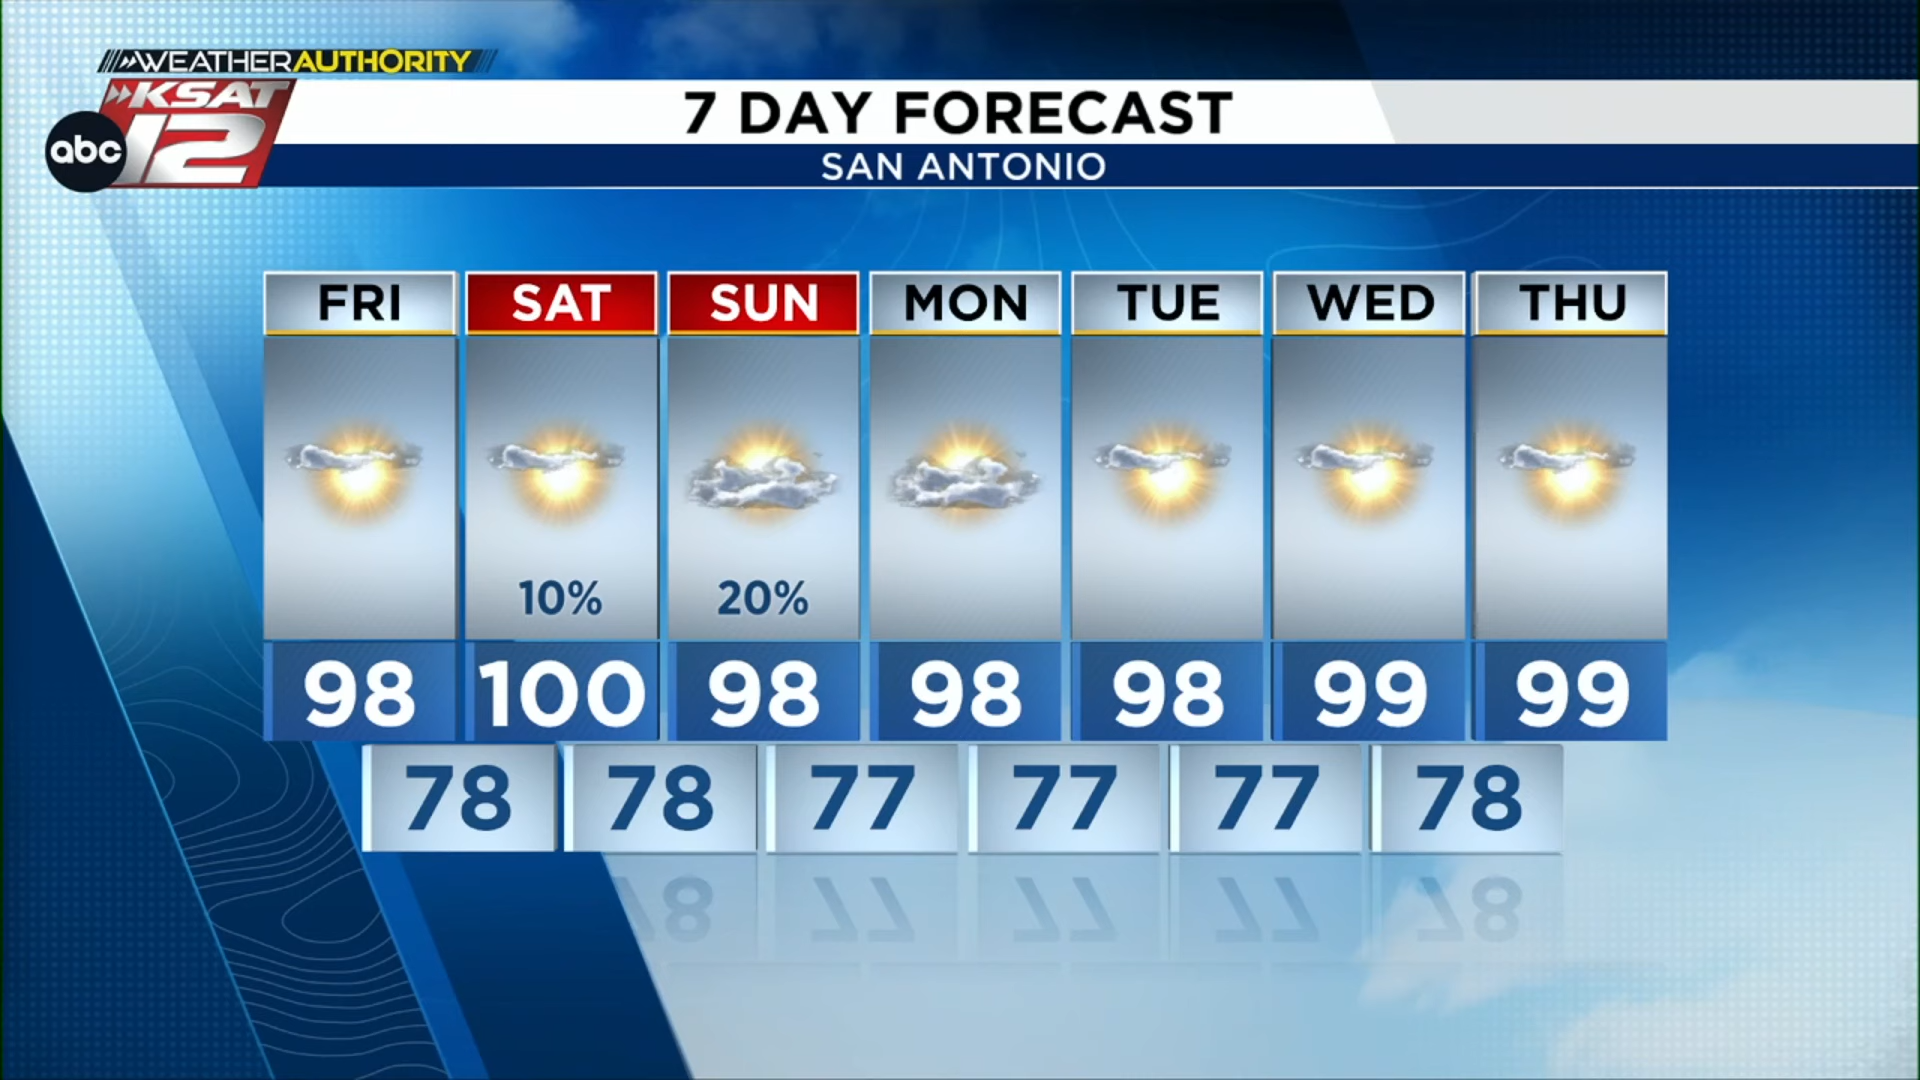 WEATHERAUTHORITY
KSAT
12
abc
7 DAY FORECAST
SAN ANTONIO
FRI SAT SUN MON TUE WED THU
10% 20%
98 100 98 98 98 99 99
78 78 77 77 77 78